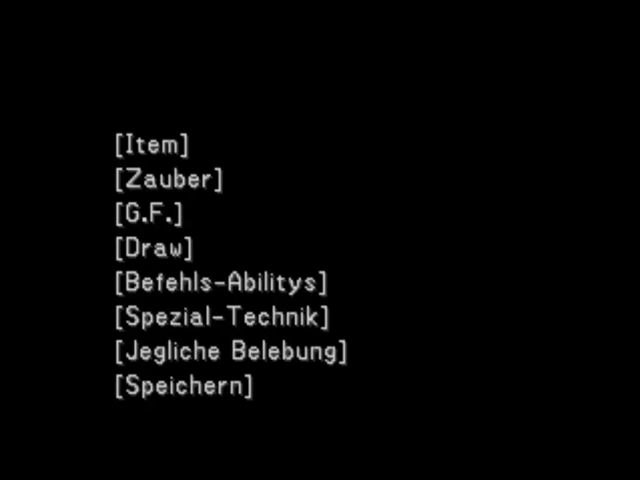 [Item]
[Zauber]
[G.F.]
[Draw]
[Befehls-Abilitys]
[Spezial-Technik]
[Jegliche Belebung]
[Speichern]